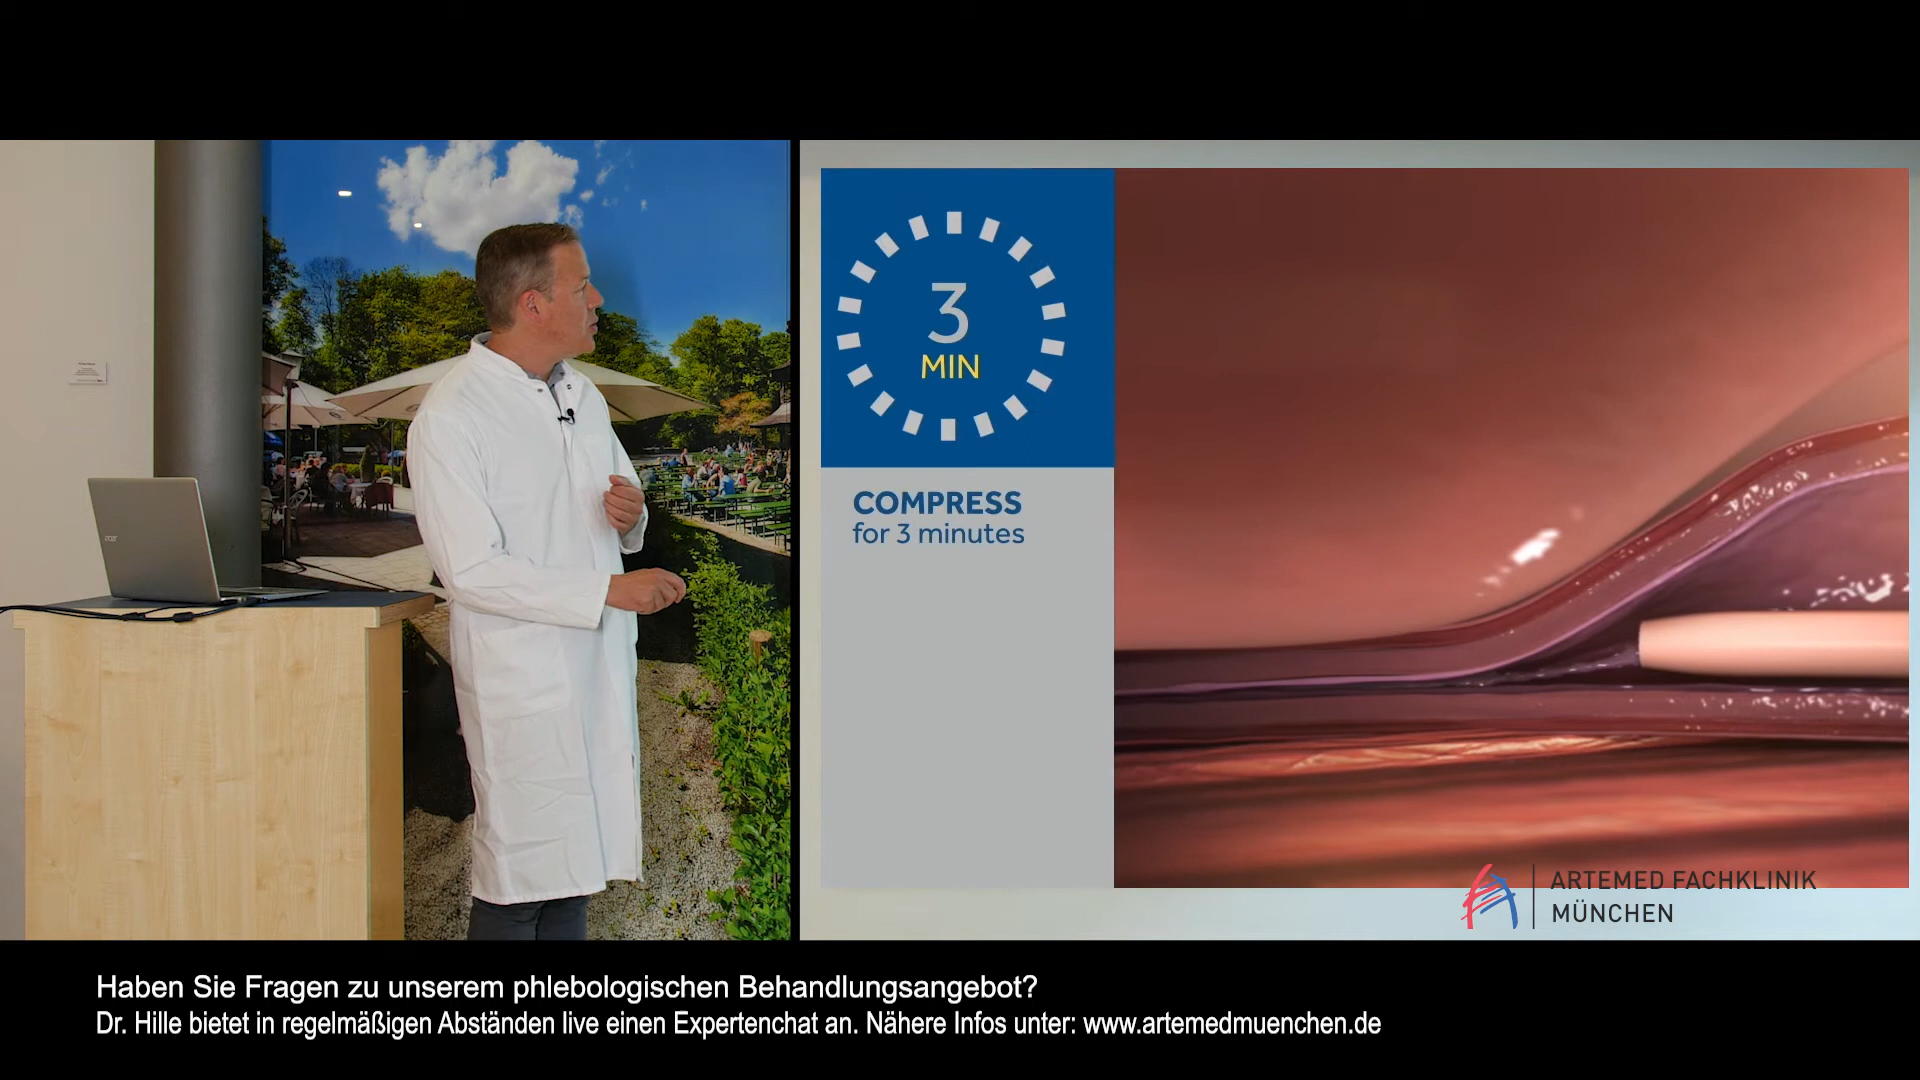 acer
3
MIN
COMPRESS
for 3 minutes
ARTEMED FACHKLINIK
MÜNCHEN
Haben Sie Fragen zu unserem phlebologischen Behandlungsangebot?
Dr. Hille bietet in regelmäßigen Abständen live einen Expertenchat an. Nähere Infos unter: www.artemedmuenchen.de